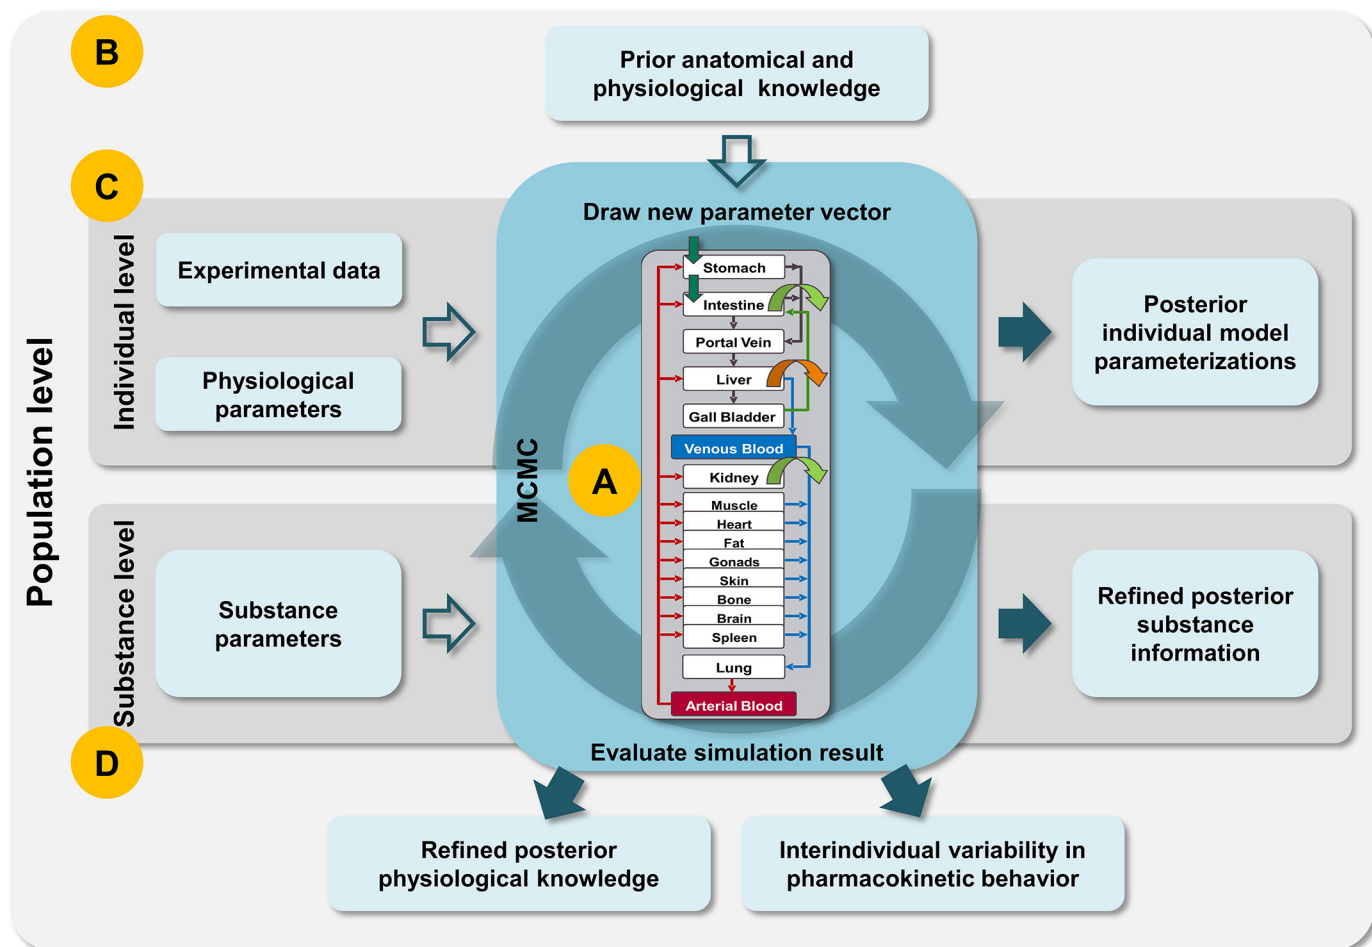 B
Prior anatomical and
physiological knowledge
C
Draw new parameter vector
Population level
Individual level
Experimental data
Physiological
parameters
MCMC
A
Stomach
Intestine
Portal Vein
Liver
Gall Bladder
Venous Blood
Kidney
Muscle
Heart
Fat
Gonads
Skin
Bone
Brain
Spleen
Lung
Arterial Blood
Posterior
individual model
parameterizations
Substance level
Substance
parameters
Refined posterior
substance
information
D
Evaluate simulation result
Refined posterior
physiological knowledge
Interindividual variability in
pharmacokinetic behavior